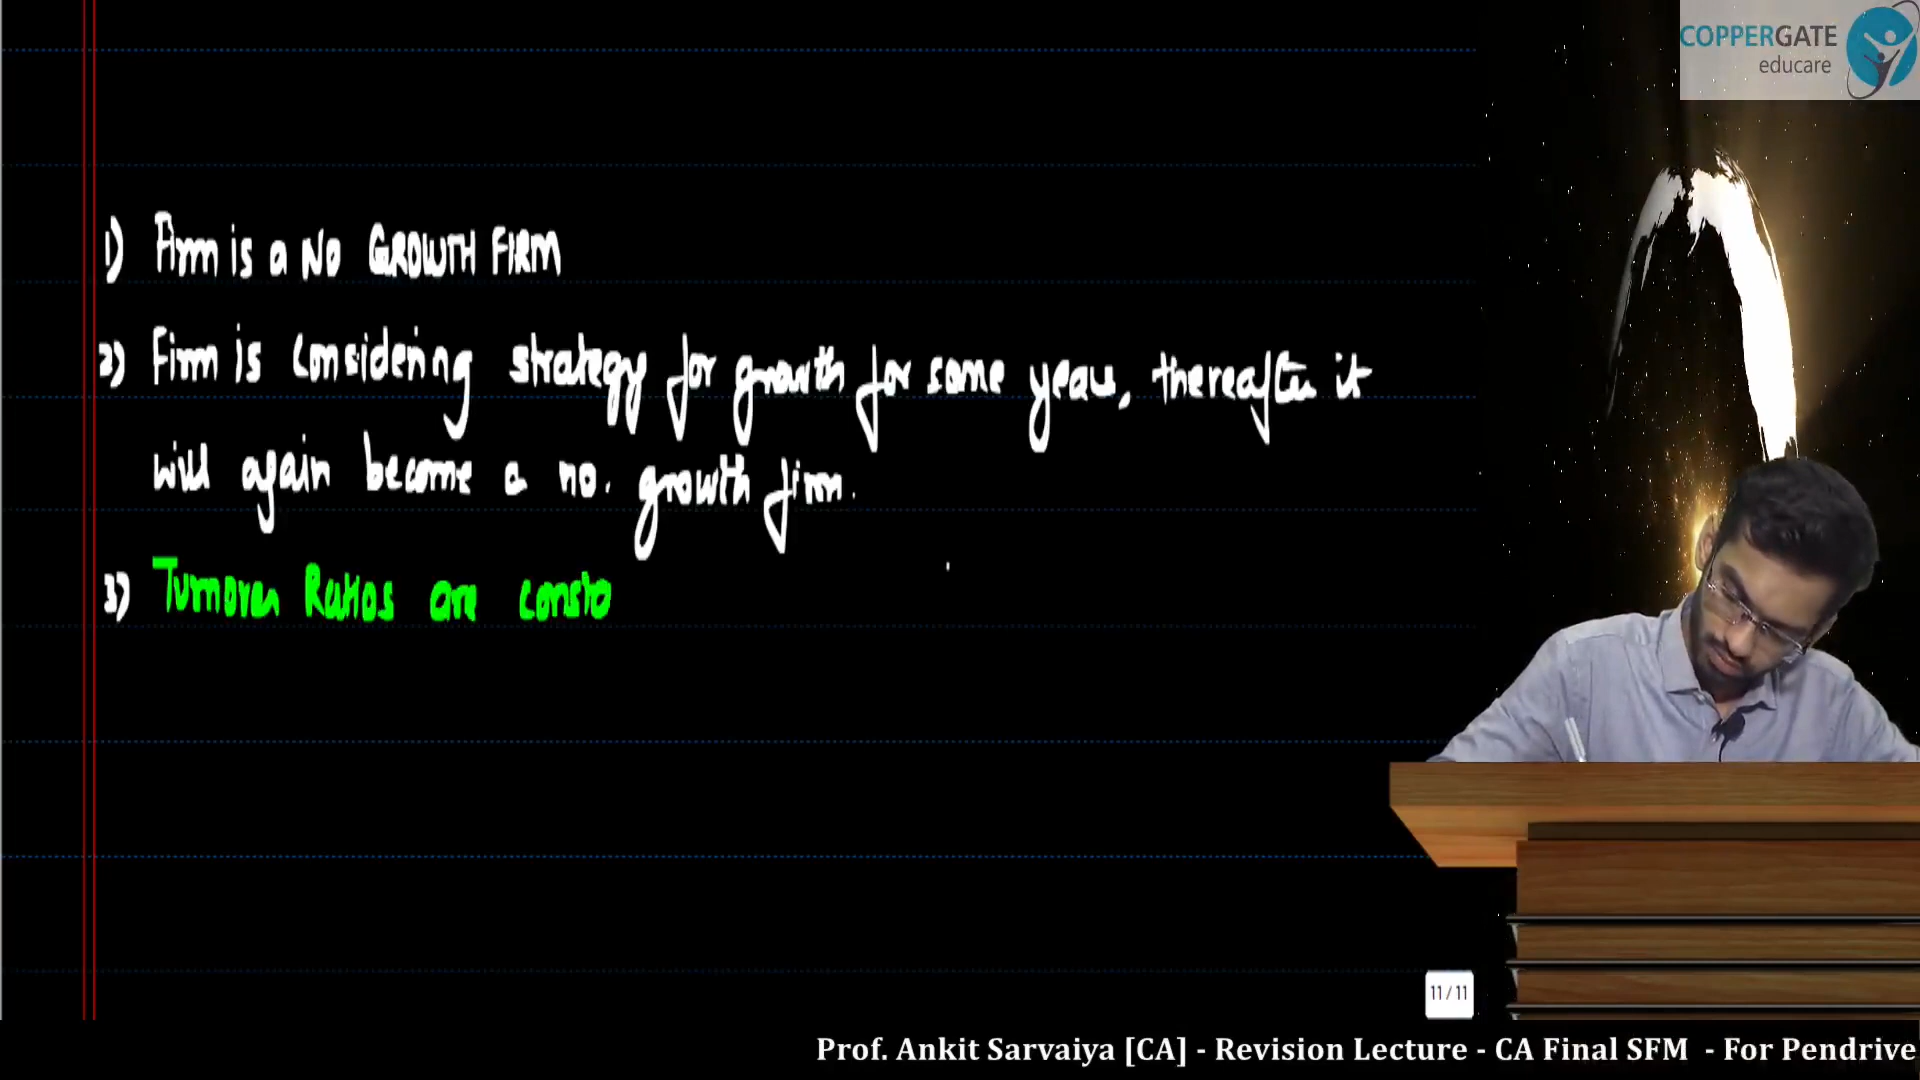 COPPERGATE
educare
1) Firm is a NO GROWTH FIRM
2) Firm is considering strategy for growth for some years, thereafter it
will again become a no. growth firm.
3) Turnover Ratios are consta
11/11
Prof. Ankit Sarvaiya [CA] - Revision Lecture - CA Final SFM - For Pendrive